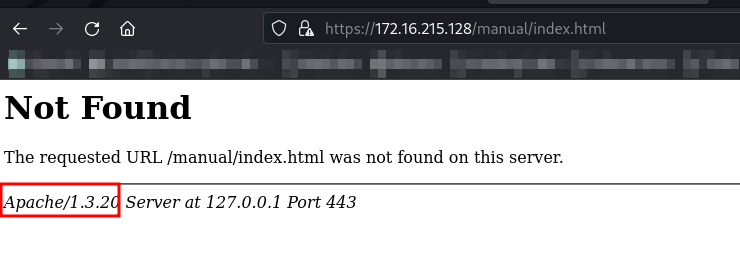 https://172.16.215.128/manual/index.html
Not Found
The requested URL /manual/index.html was not found on this server.
Apache/1.3.20 Server at 127.0.0.1 Port 443